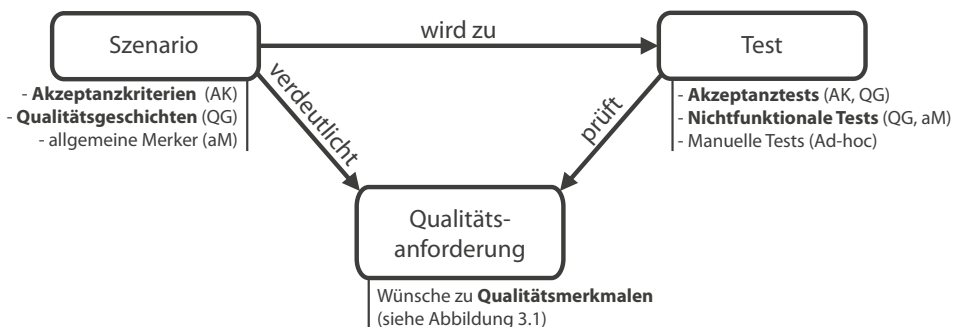 Szenario
wird zu
Test
- Akzeptanzkriterien (AK)
- Qualitätsgeschichten (QG)
- allgemeine Merker (aM)
verdeutlicht
prüft
- Akzeptanztests (AK, QG)
- Nichtfunktionale Tests (QG, aM)
- Manuelle Tests (Ad-hoc)
Qualitäts-
anforderung
Wünsche zu Qualitätsmerkmalen
(siehe Abbildung 3.1)